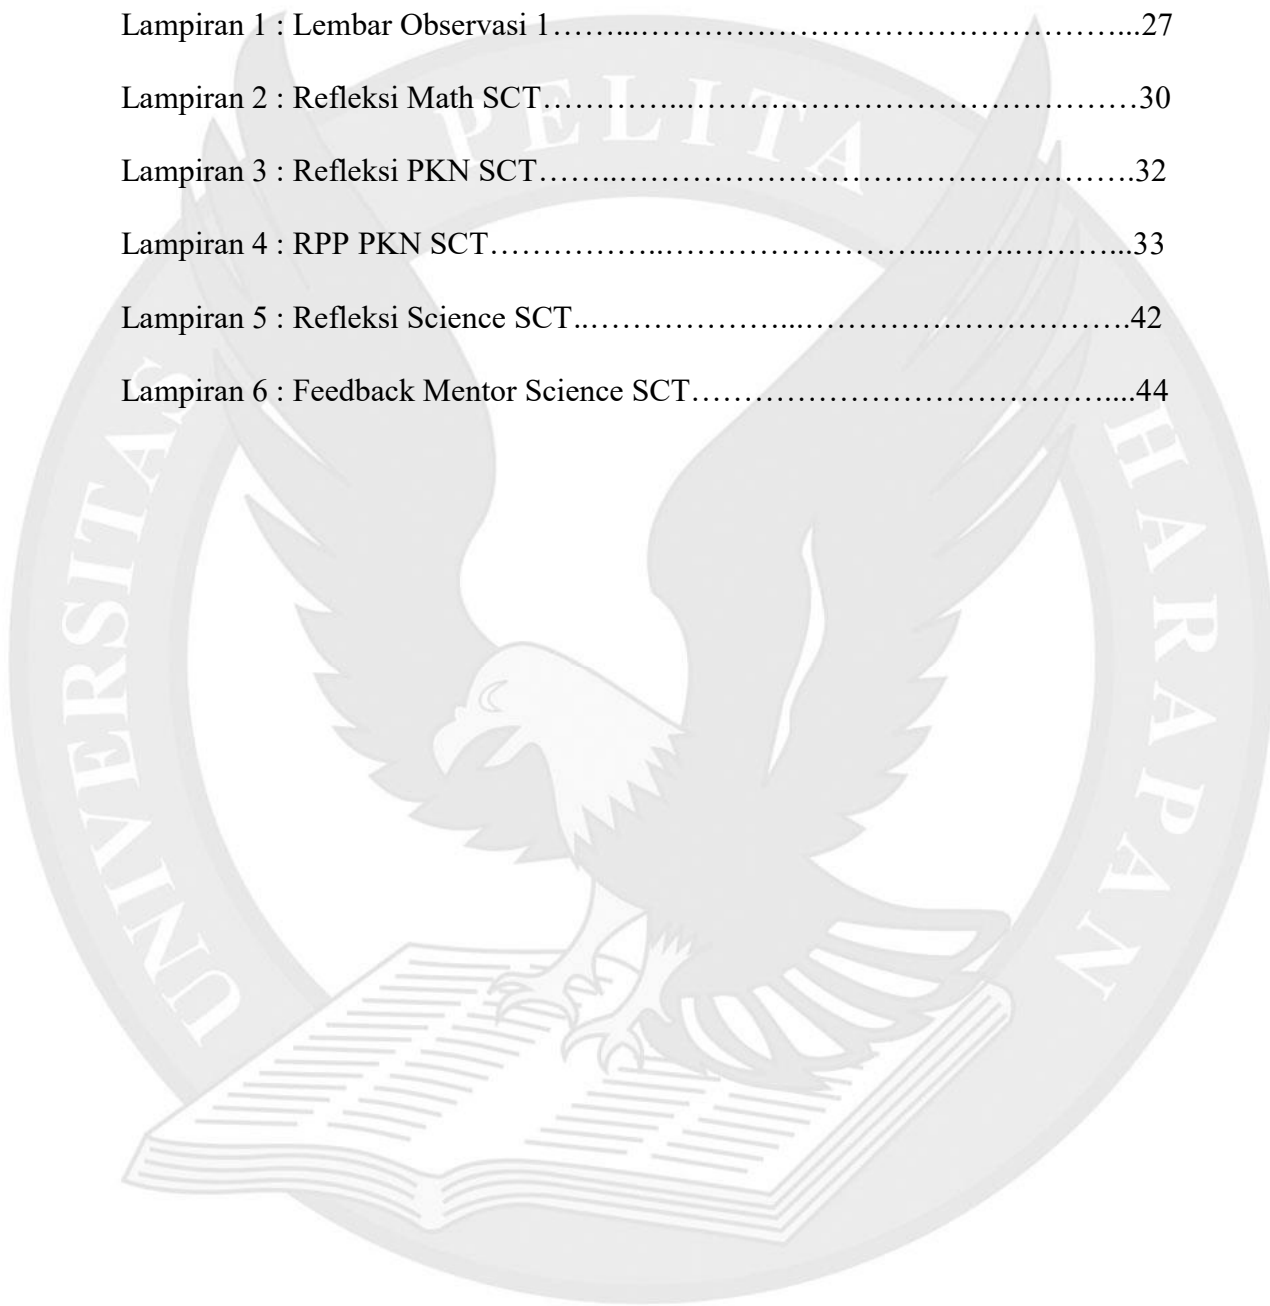 Lampiran 1 : Lembar Observasi 1……...…………………………………………...27
Lampiran 2 : Refleksi Math SCT…………...……………………………………30
Lampiran 3 : Refleksi PKN SCT……..…………………………………………….32
Lampiran 4 : RPP PKN SCT……………..…………………………...…….………...33
Lampiran 5 : Refleksi Science SCT..………………...……………………….42
Lampiran 6 : Feedback Mentor Science SCT………………………………....44
UNIVERSITAS PELITA HARAPAN